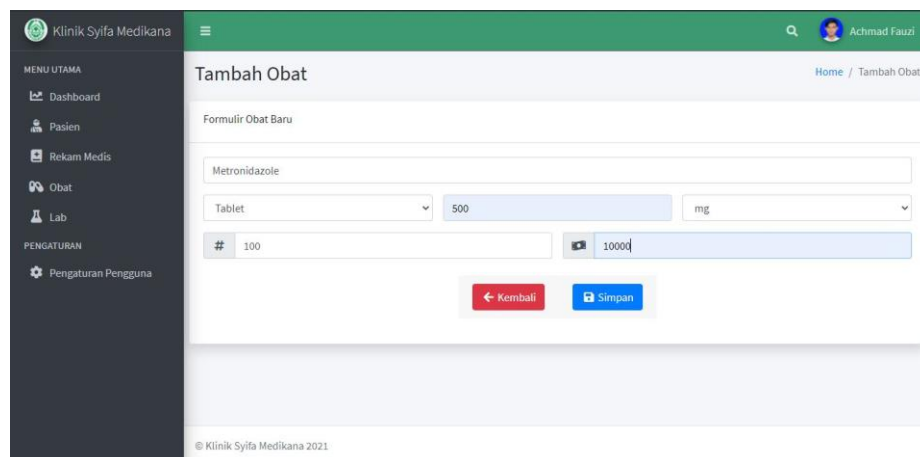 Klinik Syifa Medikana
Achmad Fauzi
MENU UTAMA
Dashboard
Pasien
Rekam Medis
Obat
Lab
PENGATURAN
Pengaturan Pengguna
Tambah Obat
Home / Tambah Obat
Formulir Obat Baru
Metronidazole
Tablet 500 mg
# 100 10000
Kembali Simpan
© Klinik Syifa Medikana 2021